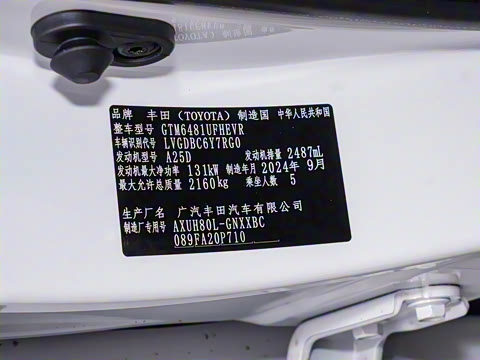 品牌 丰田(TOYOTA) 制造国 中华人民共和国
整车型号 GTM6481UFHEVR
车辆识别代号 LVGDBC6Y7RG0
发动机型号 A25D 发动机排量 2487mL
发动机最大净功率 131kW 制造年月 2024年9月
最大允许总质量 2160kg 乘坐人数 5
生产厂名 广汽丰田汽车有限公司
制造厂专用号 AXUH80L-GNXXBC
089FA20P710